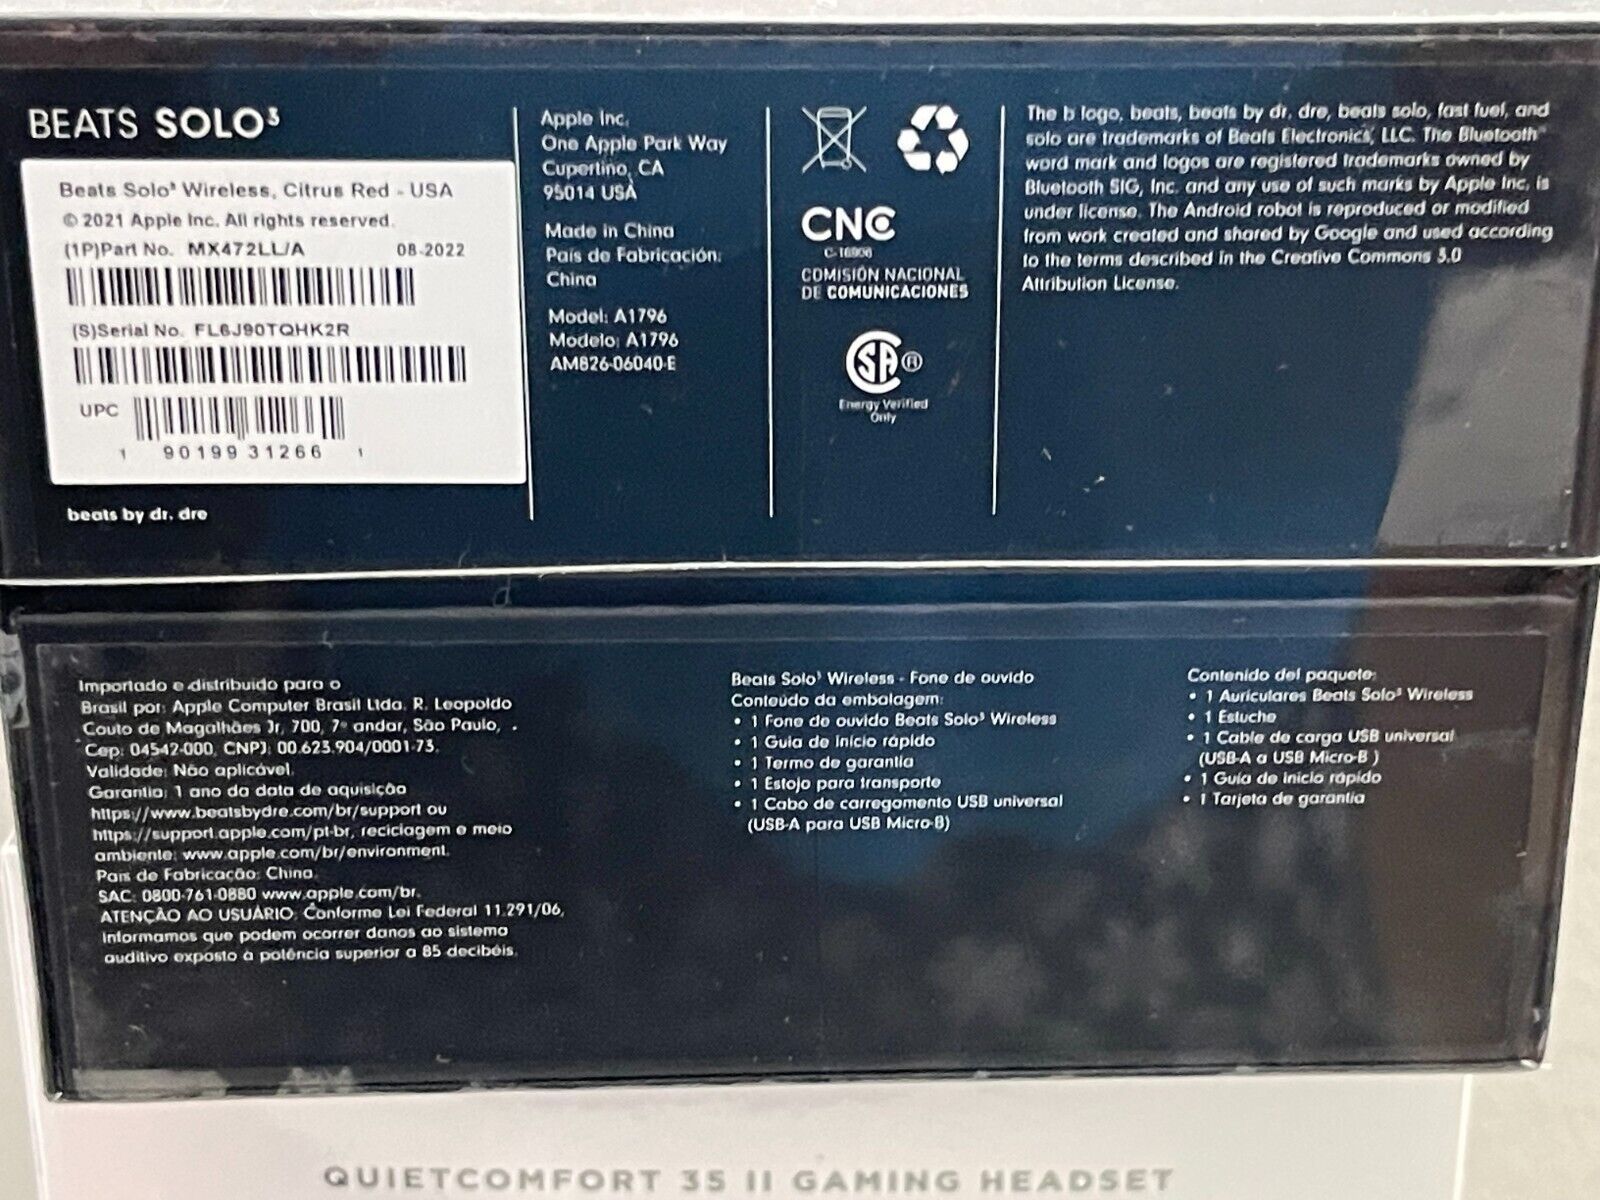 BEATS SOLO³
Beats Solo³ Wireless, Citrus Red - USA
© 2021 Apple Inc. All rights reserved.
(1P)Part No. MX472LL/A 08-2022
(S)Serial No. FL6J90TQHK2R
UPC
1 90199 31266 1
beats by dr. dre
Apple Inc.
One Apple Park Way
Cupertino, CA
95014 USA
Made in China
País de Fabricación:
China
Model: A1796
Modelo: A1796
AM826-06040-E
CNC
C-16908
COMISIÓN NACIONAL
DE COMUNICACIONES
SA®
Energy Verified
Only
The b logo, beats, beats by dr. dre, beats solo, fast fuel, and
solo are trademarks of Beats Electronics, LLC. The Bluetooth®
word mark and logos are registered trademarks owned by
Bluetooth SIG, Inc. and any use of such marks by Apple Inc. is
under license. The Android robot is reproduced or modified
from work created and shared by Google and used according
to the terms described in the Creative Commons 3.0
Attribution License.
Importado e distribuído para o
Brasil por: Apple Computer Brasil Ltda. R. Leopoldo
Couto de Magalhães Jr, 700, 7º andar, São Paulo,
Cep: 04542-000, CNPJ: 00.623.904/0001-73.
Validade: Não aplicável.
Garantia: 1 ano da data de aquisição
https://www.beatsbydre.com/br/support ou
https://support.apple.com/pt-br, reciclagem e meio
ambiente: www.apple.com/br/environment.
País de Fabricação: China.
SAC: 0800-761-0880 www.apple.com/br.
ATENÇÃO AO USUÁRIO: Conforme Lei Federal 11.291/06,
informamos que podem ocorrer danos ao sistema
auditivo exposto à potência superior a 85 decibéis.
Beats Solo³ Wireless - Fone de ouvido
Conteúdo da embalagem:
• 1 Fone de ouvido Beats Solo³ Wireless
• 1 Guia de início rápido
• 1 Termo de garantia
• 1 Estojo para transporte
• 1 Cabo de carregamento USB universal
(USB-A para USB Micro-B)
Contenido del paquete:
• 1 Auriculares Beats Solo³ Wireless
• 1 Estuche
• 1 Cable de carga USB universal
(USB-A a USB Micro-B )
• 1 Guía de inicio rápido
• 1 Tarjeta de garantía
QUIETCOMFORT 35 II GAMING HEADSET